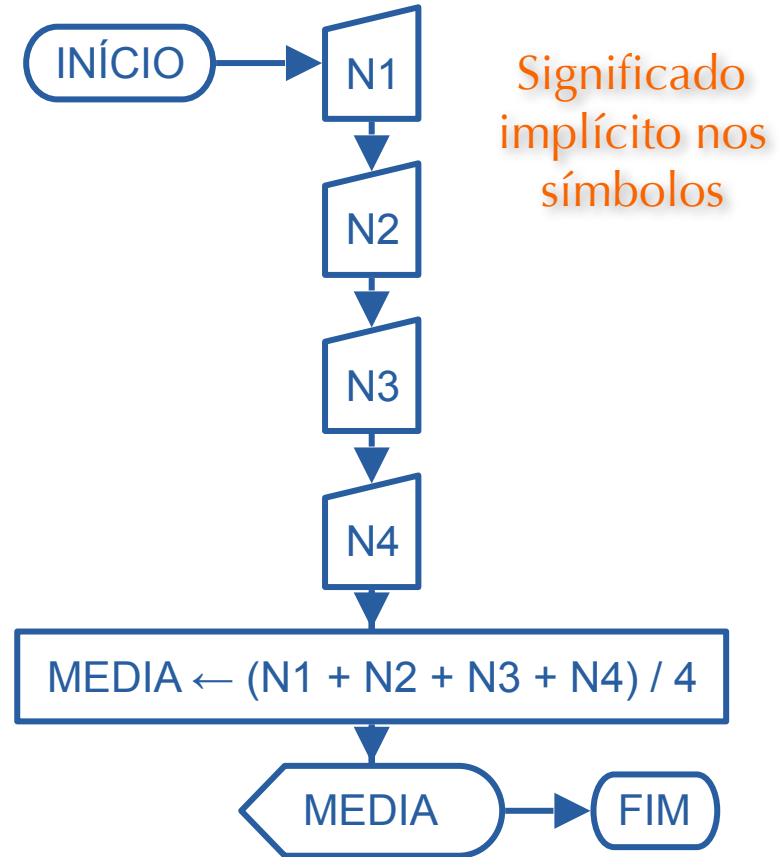 INÍCIO
N1
Significado
implícito nos
símbolos
N2
N3
N4
MEDIA ← (N1 + N2 + N3 + N4) / 4
MEDIA
FIM